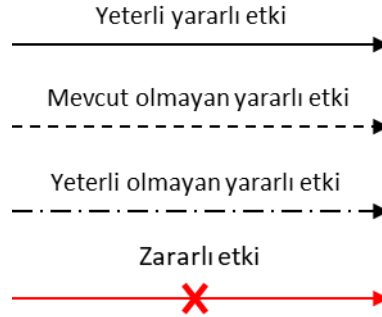 Yeterli yararlı etki
Mevcut olmayan yararlı etki
Yeterli olmayan yararlı etki
Zararlı etki